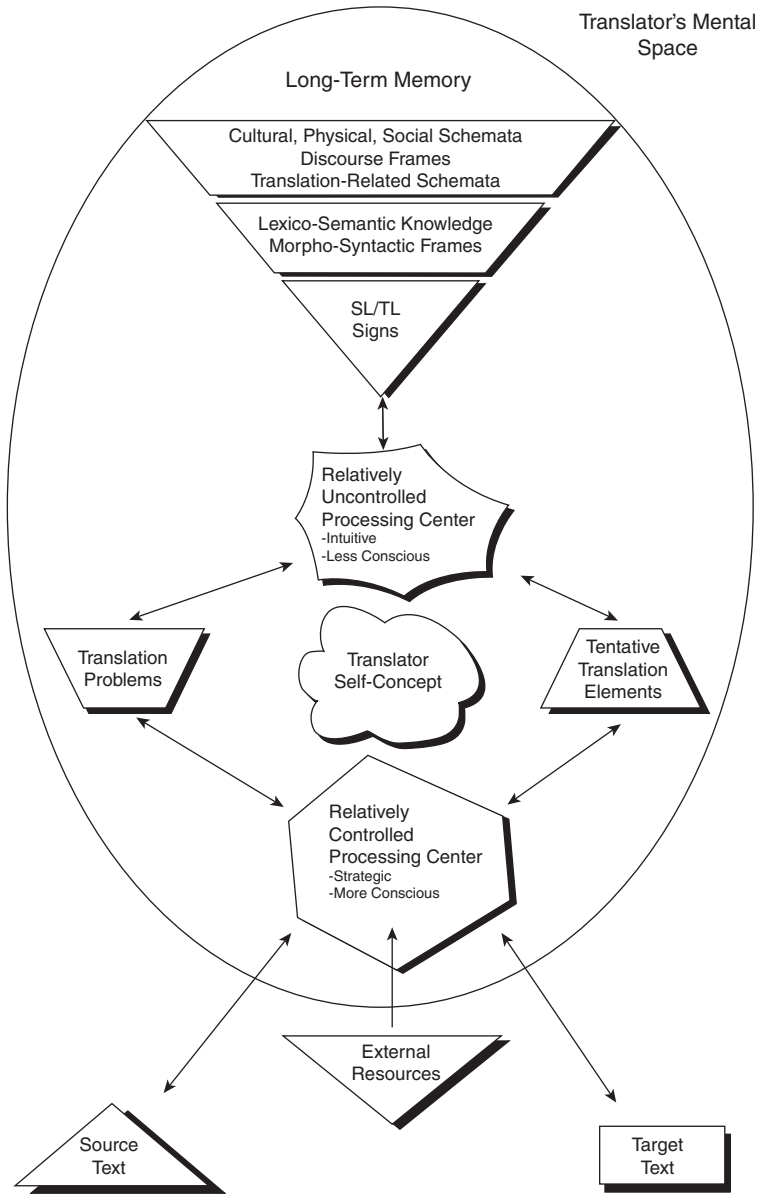 Translator’s Mental
Space
Long-Term Memory
Cultural, Physical, Social Schemata
Discourse Frames
Translation-Related Schemata
Lexico-Semantic Knowledge
Morpho-Syntactic Frames
SL/TL
Signs
Relatively
Uncontrolled
Processing Center
-Intuitive
-Less Conscious
Translation
Problems
Translator
Self-Concept
Tentative
Translation
Elements
Relatively
Controlled
Processing Center
-Strategic
-More Conscious
External
Resources
Source
Text
Target
Text